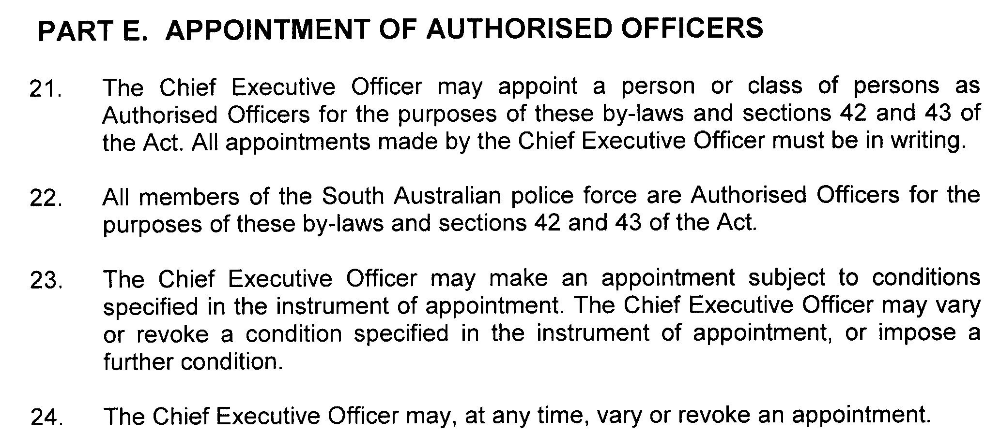 PART E. APPOINTMENT OF AUTHORISED OFFICERS
21. The Chief Executive Officer may appoint a person or class of persons as
Authorised Officers for the purposes of these by-laws and sections 42 and 43 of
the Act. All appointments made by the Chief Executive Officer must be in writing.
22. All members of the South Australian police force are Authorised Officers for the
purposes of these by-laws and sections 42 and 43 of the Act.
23. The Chief Executive Officer may make an appointment subject to conditions
specified in the instrument of appointment. The Chief Executive Officer may vary
or revoke a condition specified in the instrument of appointment, or impose a
further condition.
24. The Chief Executive Officer may, at any time, vary or revoke an appointment.